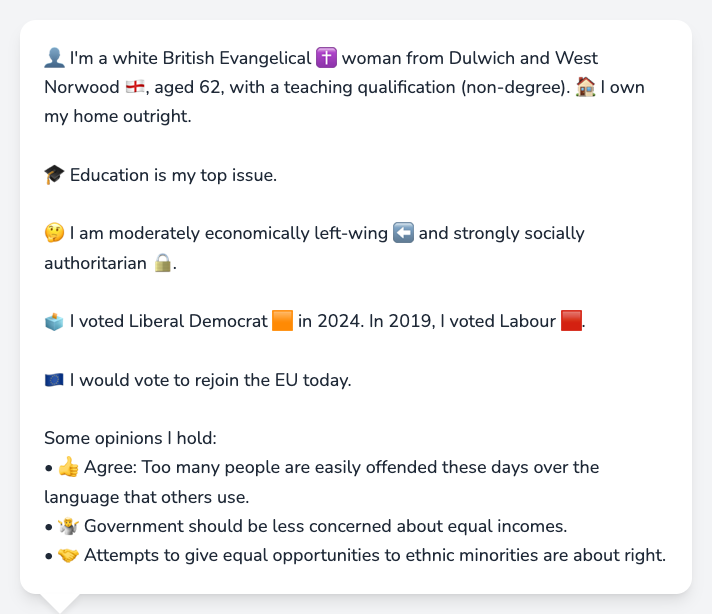 👤 I'm a white British Evangelical ✝️ woman from Dulwich and West
Norwood 🏴󠁧󠁢󠁥󠁮󠁧󠁿, aged 62, with a teaching qualification (non-degree). 🏠 I own
my home outright.
🎓 Education is my top issue.
🤔 I am moderately economically left-wing ⬅️ and strongly socially
authoritarian 🔒.
🗳️ I voted Liberal Democrat 🟧 in 2024. In 2019, I voted Labour 🟥.
🇪🇺 I would vote to rejoin the EU today.
Some opinions I hold:
• 👍 Agree: Too many people are easily offended these days over the
language that others use.
• 🤷 Government should be less concerned about equal incomes.
• 🤝 Attempts to give equal opportunities to ethnic minorities are about right.